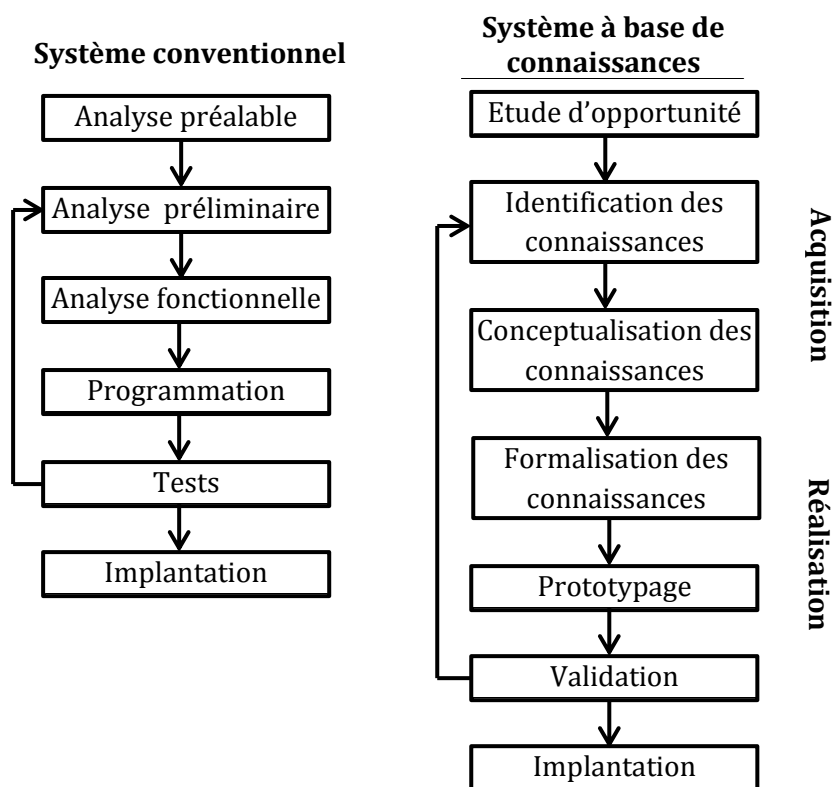 Système conventionnel
Analyse préalable
Analyse préliminaire
Analyse fonctionnelle
Programmation
Tests
Implantation
Système à base de
connaissances
Etude d’opportunité
Identification des
connaissances
Conceptualisation des
connaissances
Formalisation des
connaissances
Prototypage
Validation
Implantation
Acquisition
Réalisation